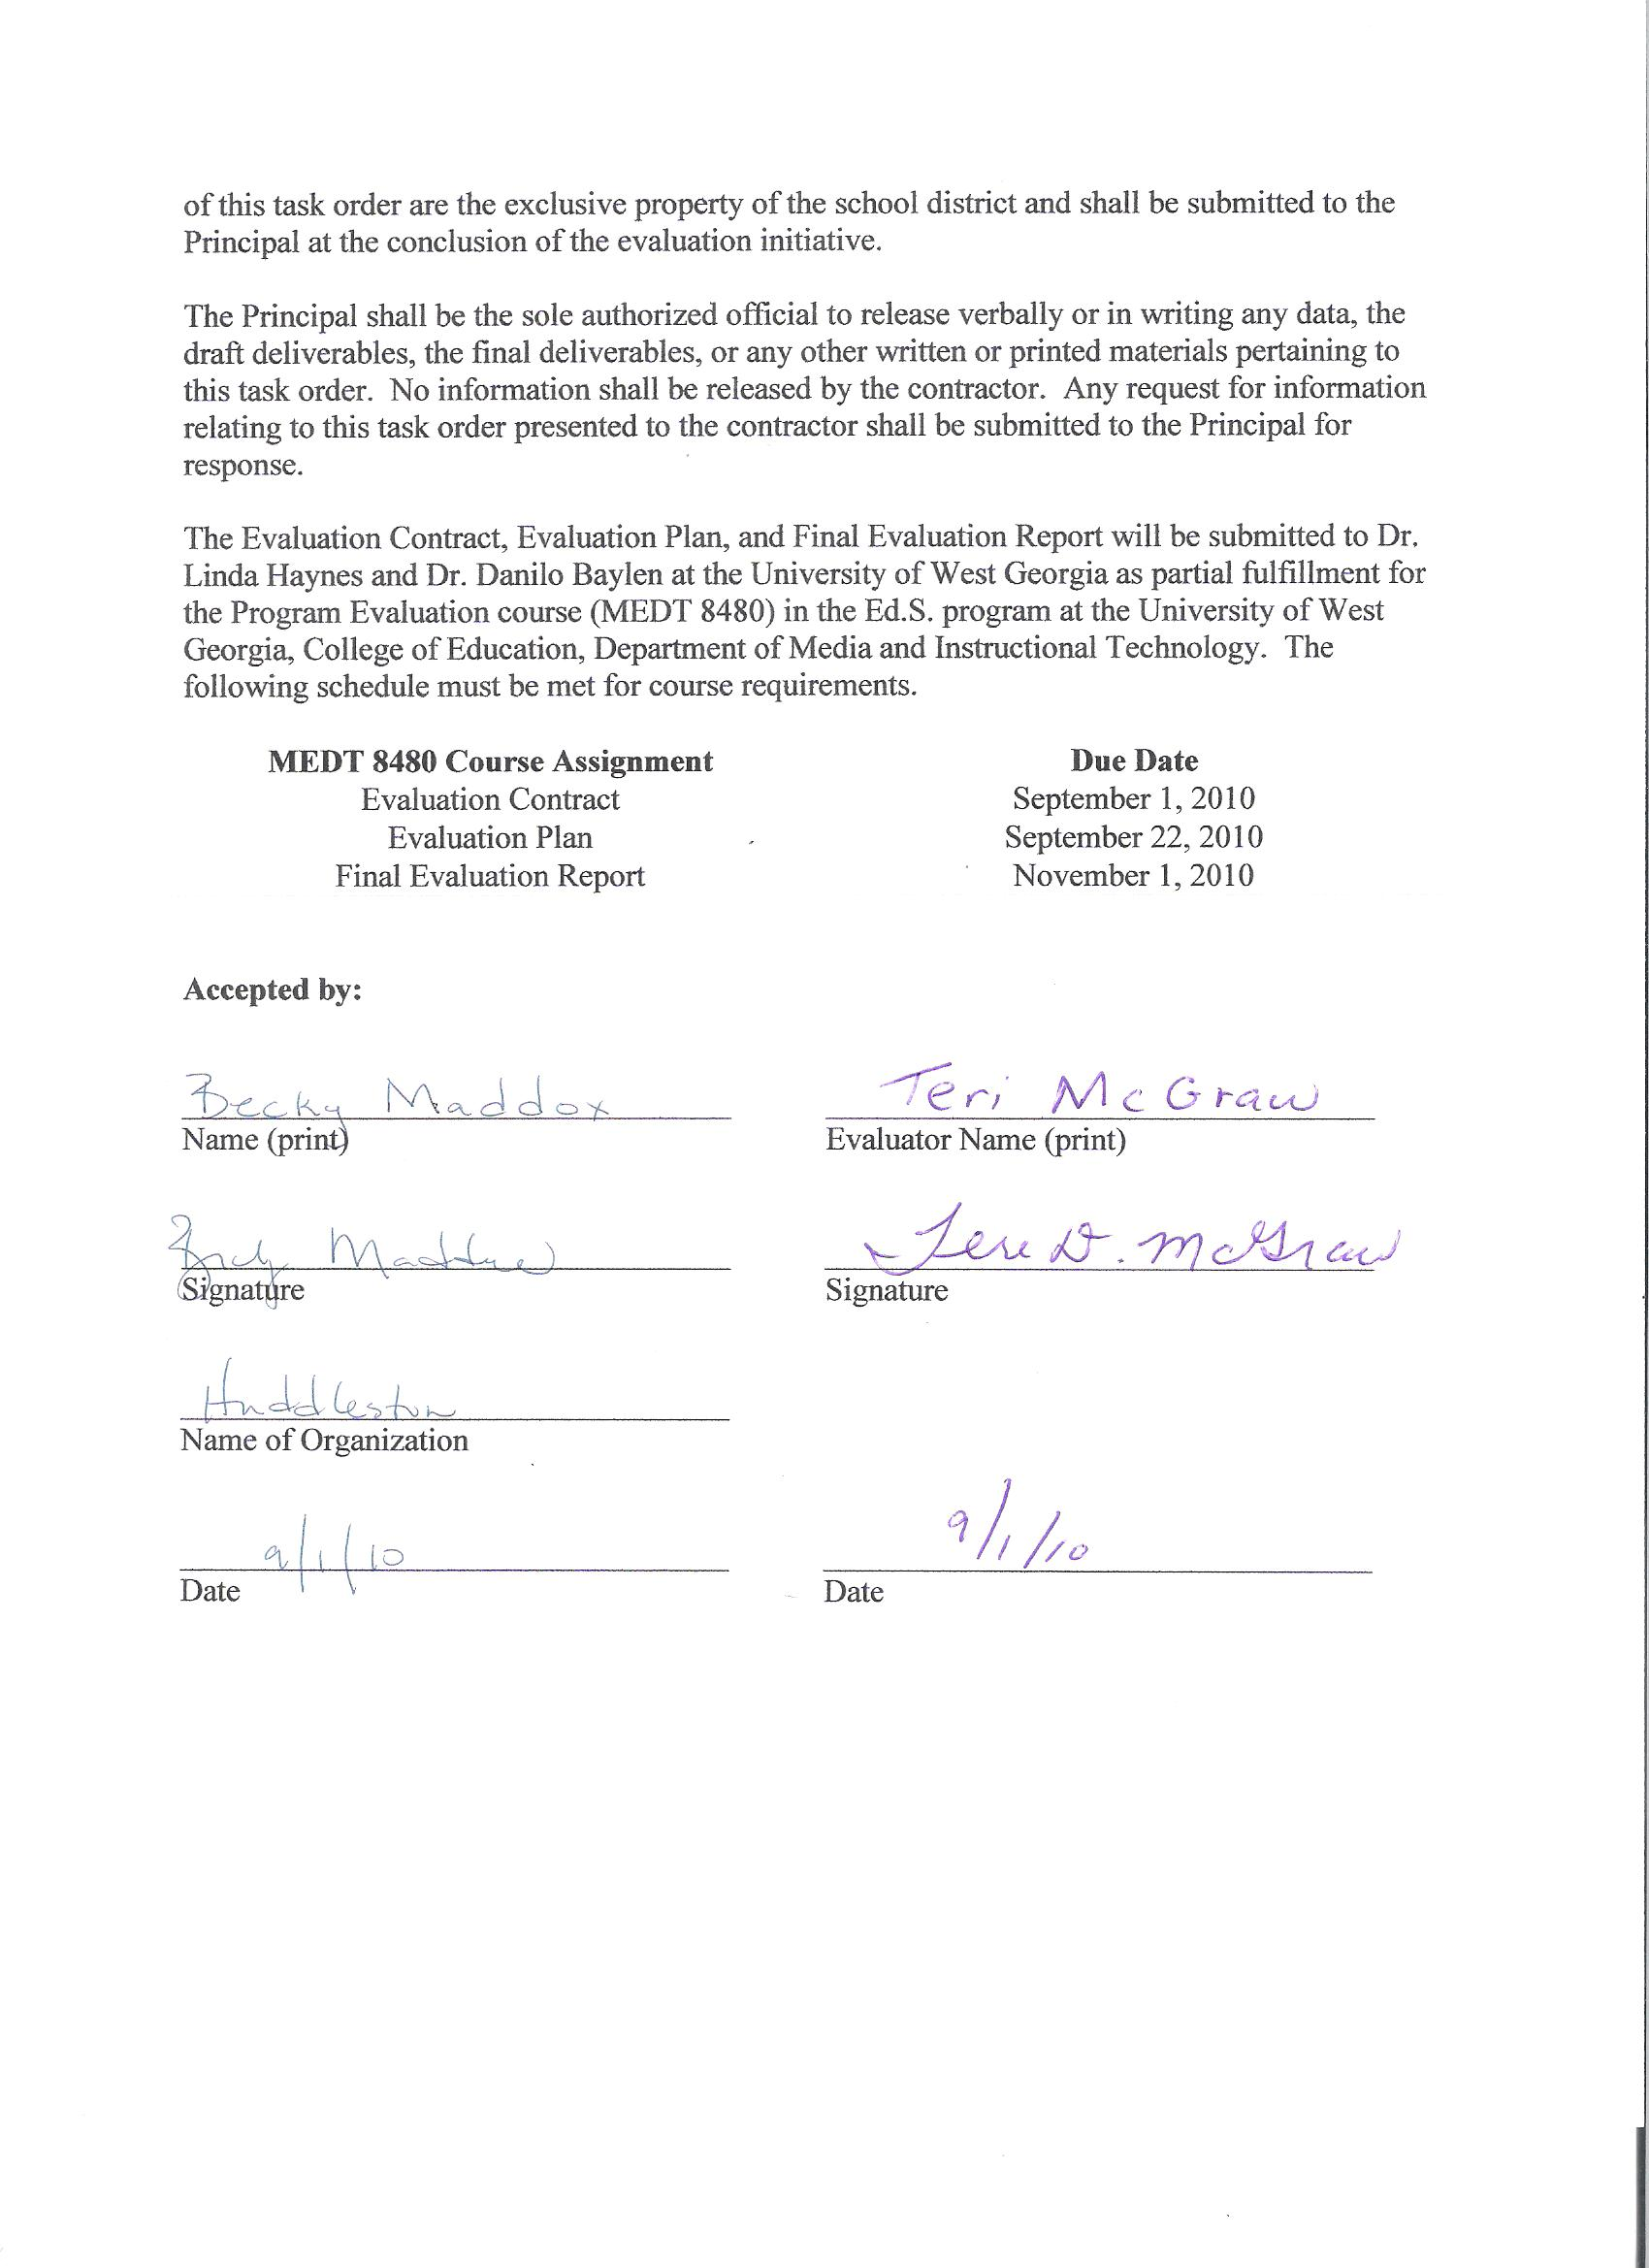 of this task order are the exclusive property of the school district and shall be submitted to the
Principal at the conclusion of the evaluation initiative.
The Principal shall be the sole authorized official to release verbally or in writing any data, the
draft deliverables, the final deliverables, or any other written or printed materials pertaining to
this task order.  No information shall be released by the contractor.  Any request for information
relating to this task order presented to the contractor shall be submitted to the Principal for
response.
The Evaluation Contract, Evaluation Plan, and Final Evaluation Report will be submitted to Dr.
Linda Haynes and Dr. Danilo Baylen at the University of West Georgia as partial fulfillment for
the Program Evaluation course (MEDT 8480) in the Ed.S. program at the University of West
Georgia, College of Education, Department of Media and Instructional Technology.  The
following schedule must be met for course requirements.
MEDT 8480 Course Assignment Due Date
Evaluation Contract September 1, 2010
Evaluation Plan September 22, 2010
Final Evaluation Report November 1, 2010
Accepted by:
Becky Maddox Teri McGraw
Name (print) Evaluator Name (print)
Becky Maddox Teri D. McGraw
Signature Signature
Huddleston
Name of Organization
9/1/10 9/1/10
Date Date